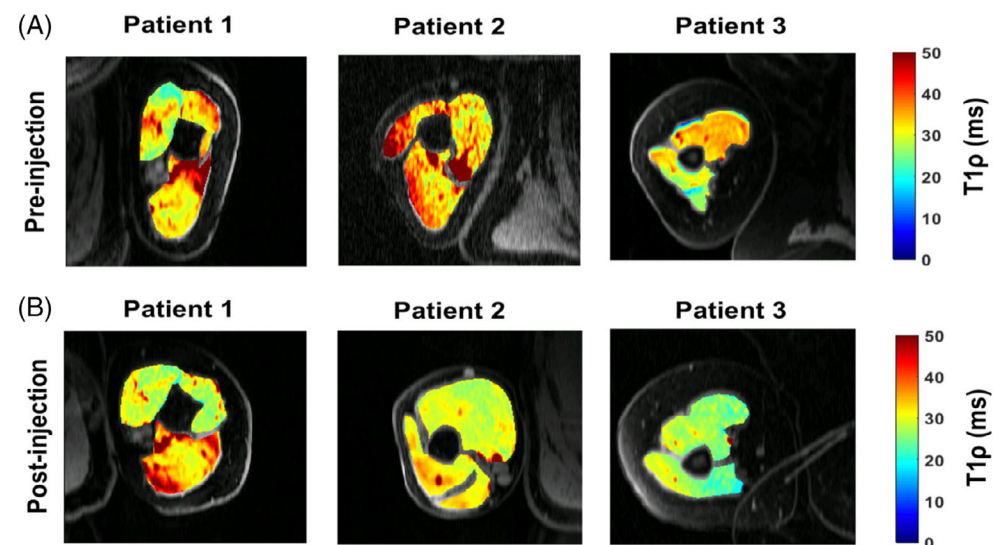 (A)
Patient 1
Patient 2
Patient 3
Pre-injection
50
40
30
20
10
0
T1ρ (ms)
(B)
Patient 1
Patient 2
Patient 3
Post-injection
50
40
30
20
10
0
T1ρ (ms)